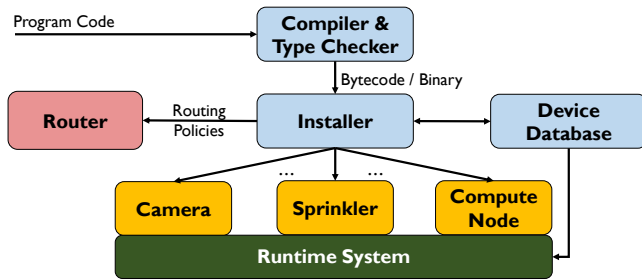 Program Code
Compiler &
Type Checker
Bytecode / Binary
Router
Routing
Policies
Installer
Device
Database
... ...
Camera
Sprinkler
Compute
Node
Runtime System